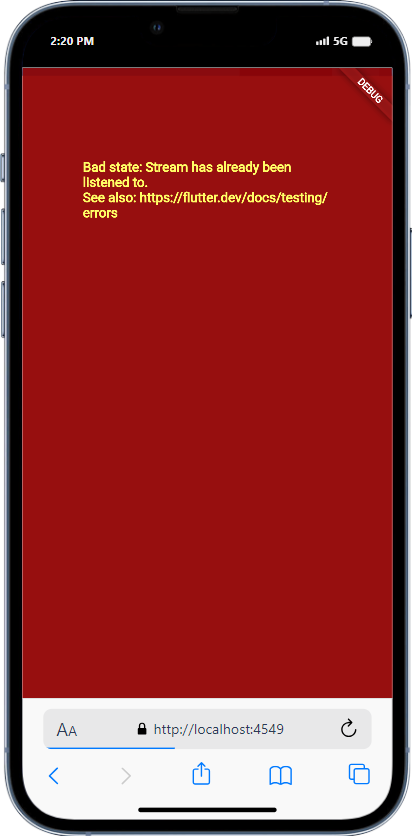 2:20 PM
5G
DEBUG
Bad state: Stream has already been
listened to.
See also: https://flutter.dev/docs/testing/
errors
AA
http://localhost:4549